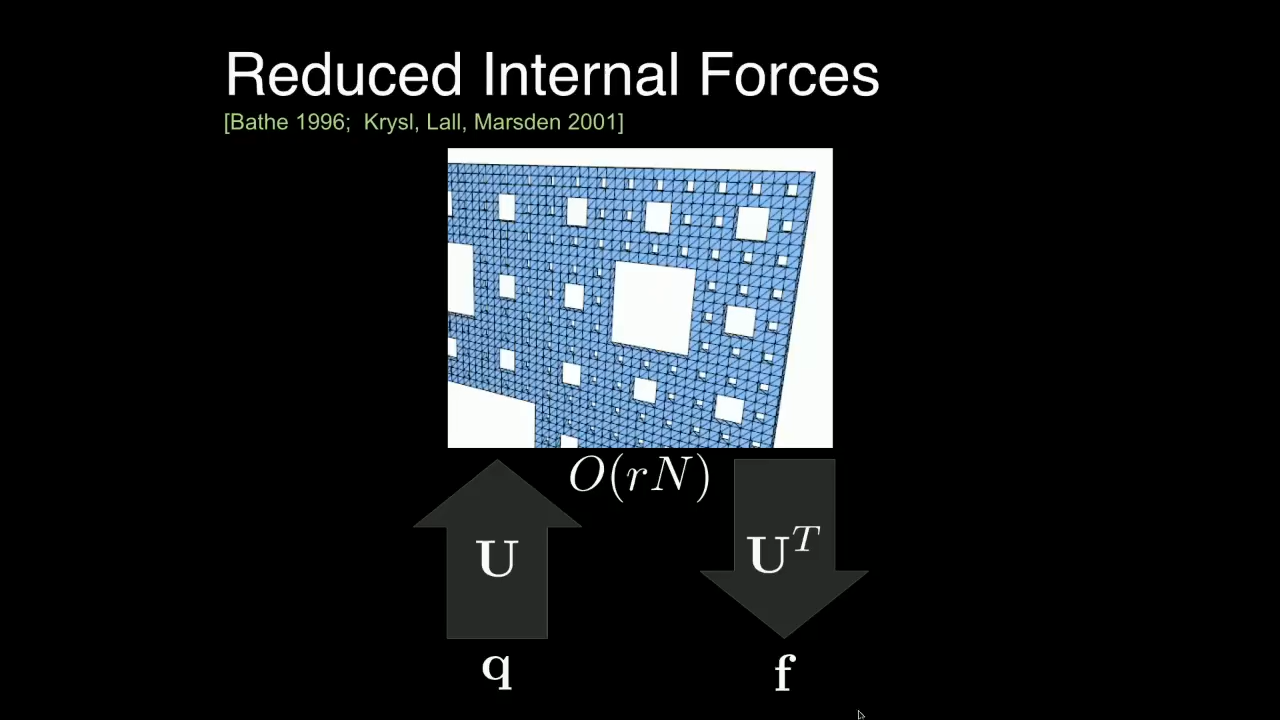 Reduced Internal Forces
[Bathe 1996; Krysl, Lall, Marsden 2001]
O(rN)
U
U^T
q
f